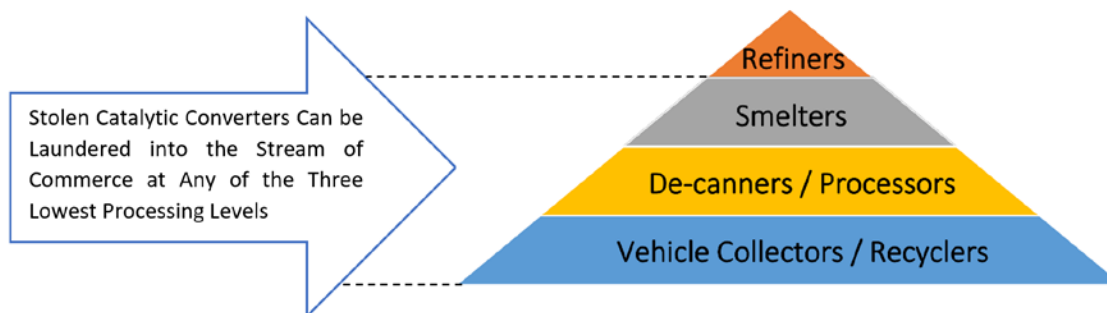 Stolen Catalytic Converters Can be
Laundered into the Stream of
Commerce at Any of the Three
Lowest Processing Levels
Refiners
Smelters
De-canners / Processors
Vehicle Collectors / Recyclers